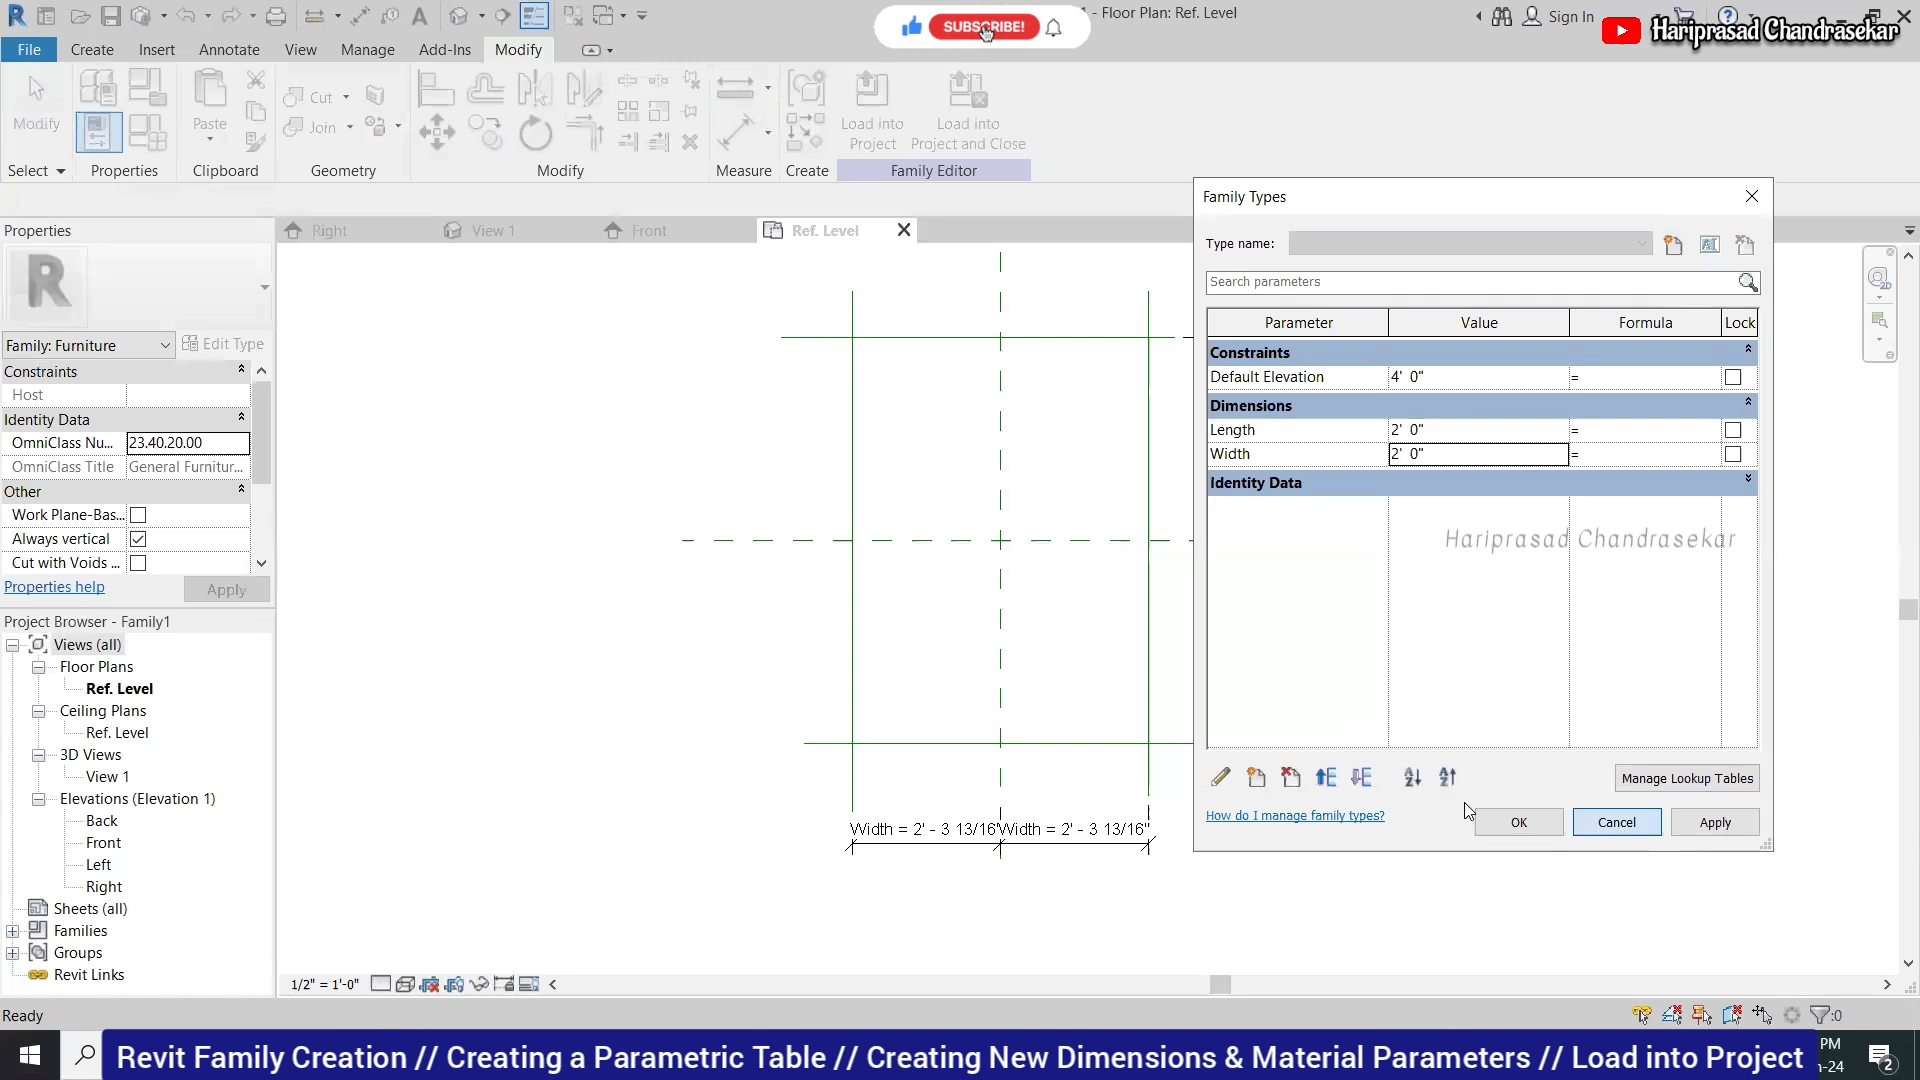 1 - Floor Plan: Ref. Level
SUBSCRIBE!
Sign In
Hariprasad Chandrasekar
File
Create
Insert
Annotate
View
Manage
Add-Ins
Modify
Modify
Paste
Cut
Join
Load into
Project
Load into
Project and Close
Select
Properties
Clipboard
Geometry
Modify
Measure
Create
Family Editor
Properties
Right
View 1
Front
Ref. Level
Family: Furniture
Edit Type
Constraints
Host
Identity Data
OmniClass Nu... 23.40.20.00
OmniClass Title General Furnitur...
Other
Work Plane-Bas...
Always vertical
Cut with Voids ...
Properties help
Apply
Project Browser - Family1
Views (all)
Floor Plans
Ref. Level
Ceiling Plans
Ref. Level
3D Views
View 1
Elevations (Elevation 1)
Back
Front
Left
Right
Sheets (all)
Families
Groups
Revit Links
Width = 2' - 3 13/16"
Width = 2' - 3 13/16"
Family Types
Type name:
Search parameters
Parameter Value Formula Lock
Constraints
Default Elevation 4' 0" =
Dimensions
Length 2' 0" =
Width 2' 0" =
Identity Data
Hariprasad Chandrasekar
Manage Lookup Tables
How do I manage family types?
OK
Cancel
Apply
1/2" = 1'-0"
Ready
:0
Revit Family Creation // Creating a Parametric Table // Creating New Dimensions & Material Parameters // Load into Project
PM
-24
2